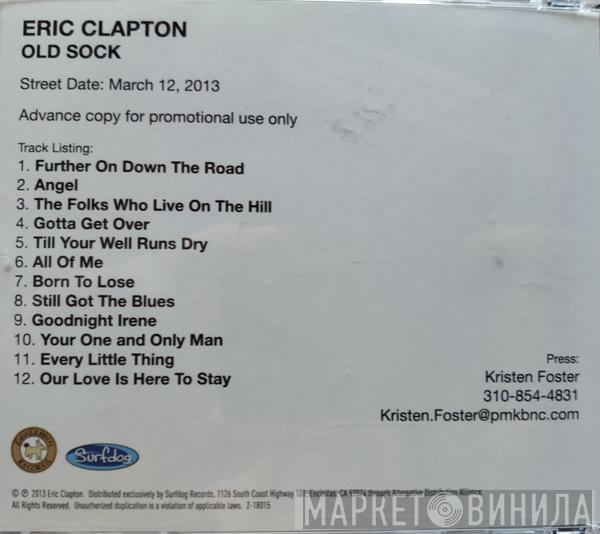 ERIC CLAPTON
OLD SOCK
Street Date: March 12, 2013
Advance copy for promotional use only
Track Listing:
1. Further On Down The Road
2. Angel
3. The Folks Who Live On The Hill
4. Gotta Get Over
5. Till Your Well Runs Dry
6. All Of Me
7. Born To Lose
8. Still Got The Blues
9. Goodnight Irene
10. Your One and Only Man
11. Every Little Thing
12. Our Love Is Here To Stay
Press:
Kristen Foster
310-854-4831
Kristen.Foster@pmkbnc.com
Surfdog
℗ © 2013 Eric Clapton. Distributed exclusively by Surfdog Records, 1126 South Coast Highway 101, Encinitas, CA 92024 through Alternative Distribution Alliance.
All Rights Reserved. Unauthorized duplication is a violation of applicable laws. 2-18015
МАРКЕТ ВИНИЛА